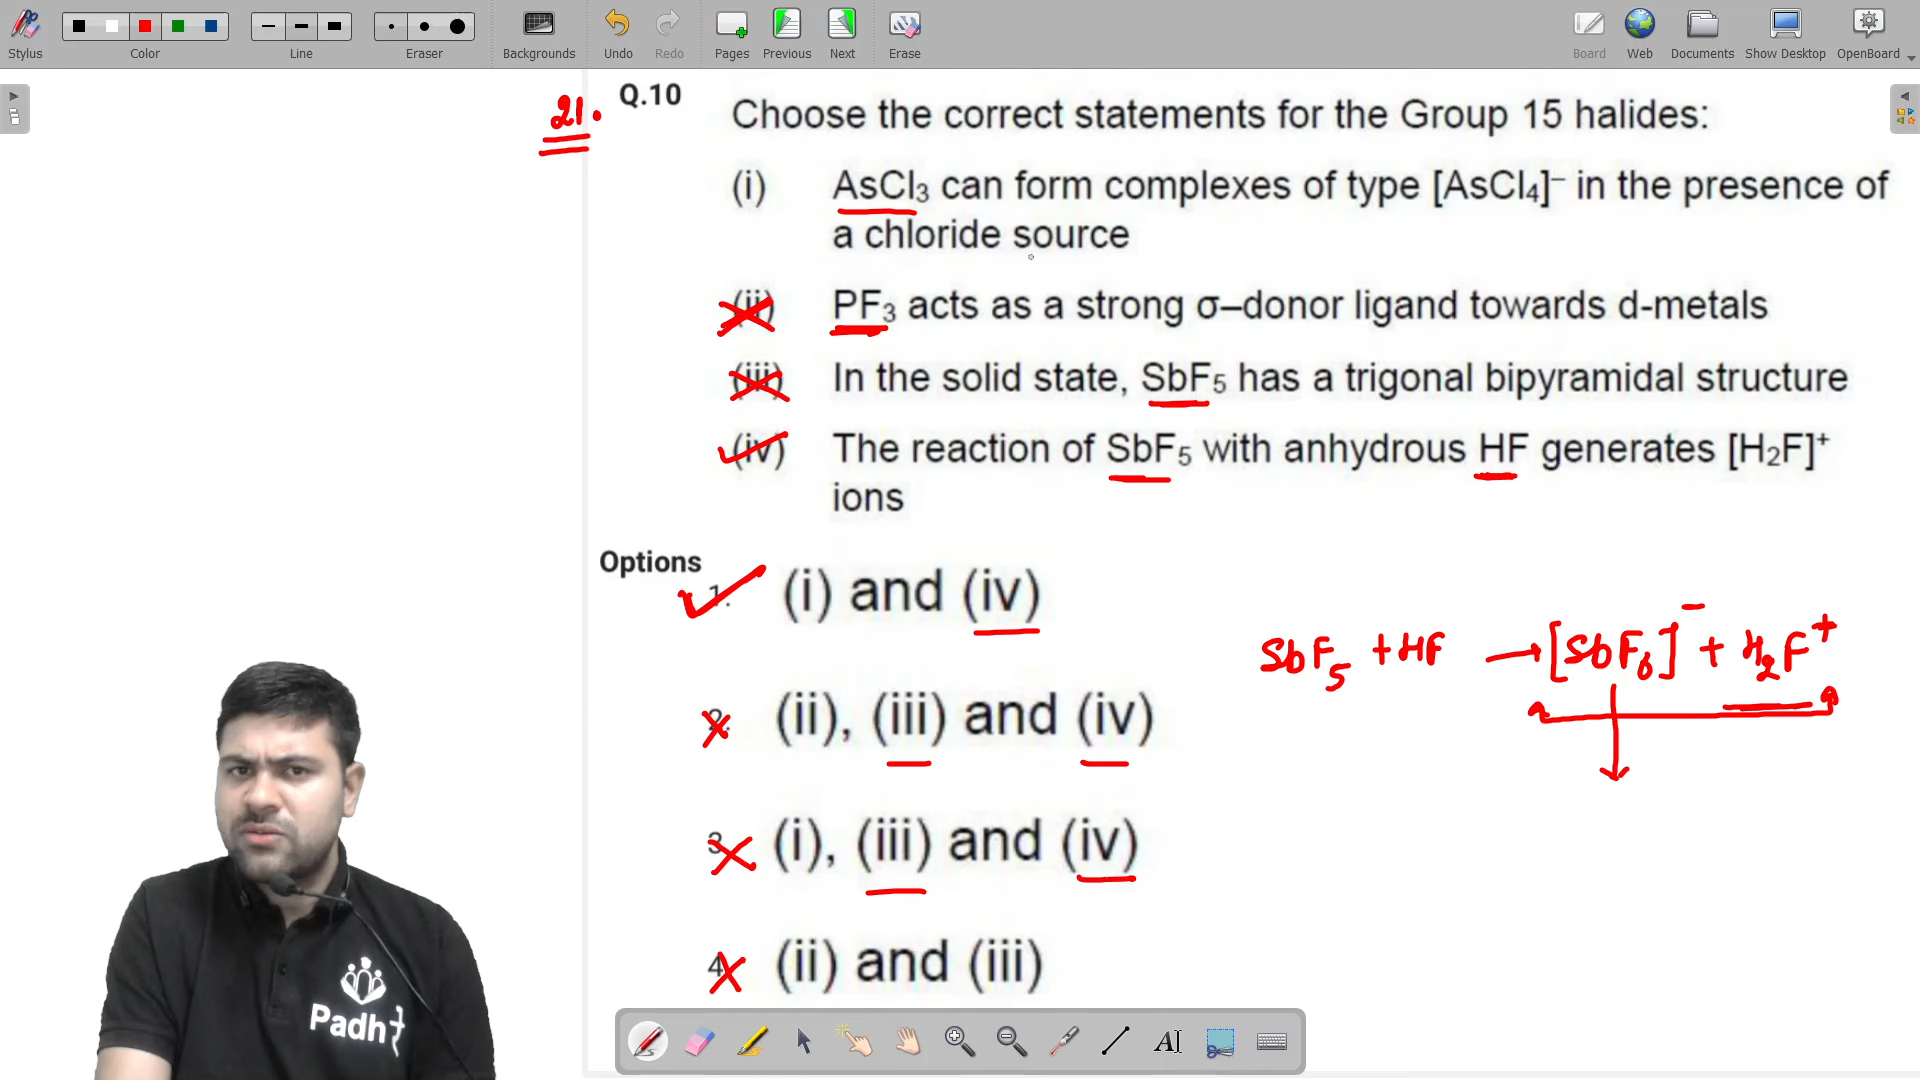 Stylus
Color
Line
Eraser
Backgrounds
Undo
Redo
Pages
Previous
Next
Erase
Board
Web
Documents
Show Desktop
OpenBoard
21.
Q.10
Choose the correct statements for the Group 15 halides:
(i) AsCl₃ can form complexes of type [AsCl₄]⁻ in the presence of
a chloride source
(ii) PF₃ acts as a strong σ–donor ligand towards d-metals
(iii) In the solid state, SbF₅ has a trigonal bipyramidal structure
(iv) The reaction of SbF₅ with anhydrous HF generates [H₂F]⁺
ions
Options
1. (i) and (iv)
SbF₅ + HF → [SbF₆]⁻ + H₂F⁺
2. (ii), (iii) and (iv)
3. (i), (iii) and (iv)
4. (ii) and (iii)
Padh
AI